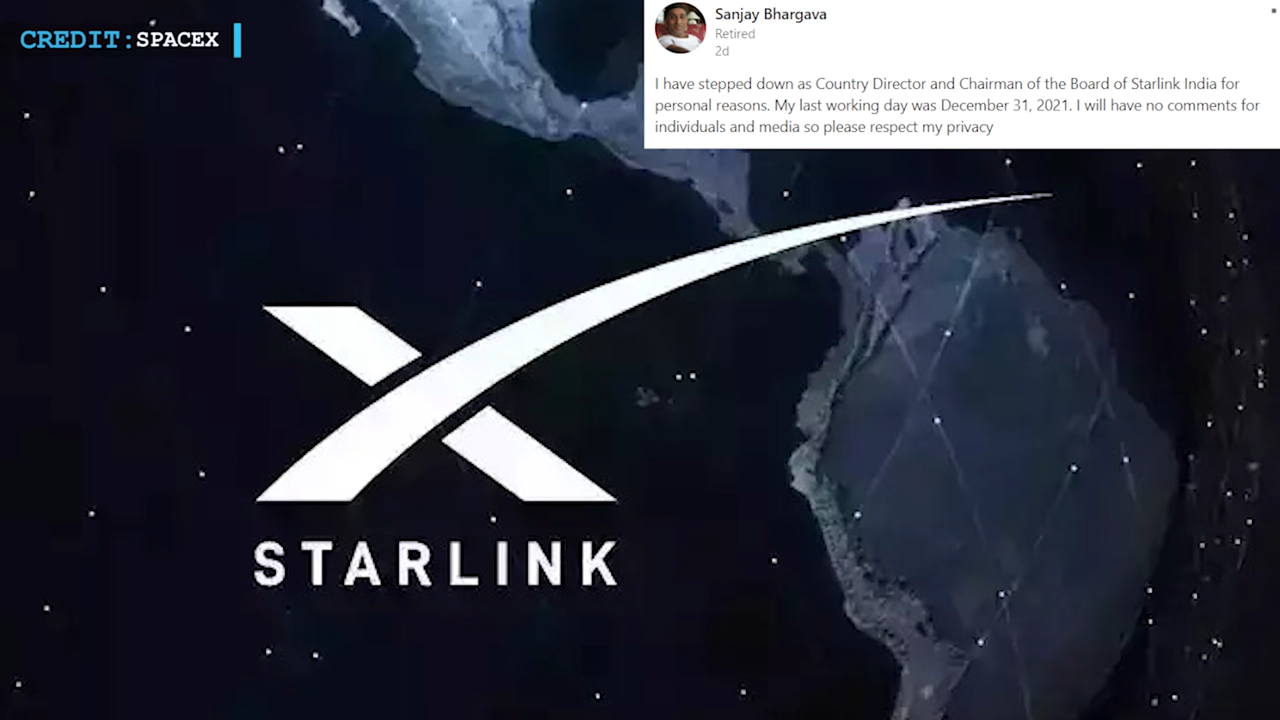 CREDIT:SPACEX
Sanjay Bhargava
Retired
2d
I have stepped down as Country Director and Chairman of the Board of Starlink India for
personal reasons. My last working day was December 31, 2021. I will have no comments for
individuals and media so please respect my privacy
STARLINK